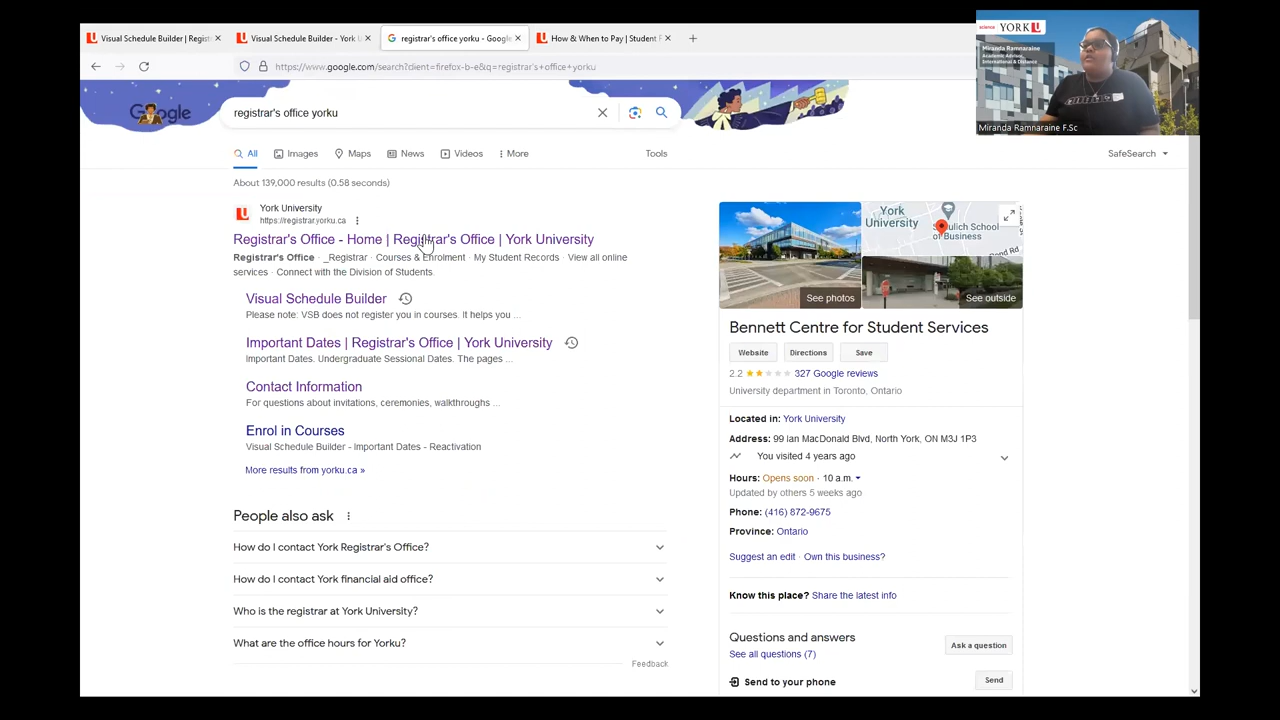 Visual Schedule Builder | Regist
Visual Schedule Builder - York U
registrar's office yorku - Google
How & When to Pay | Student F
.google.com/search?client=firefox-b-e&q=registrar's+office+yorku
Google
registrar's office yorku
All
Images
Maps
News
Videos
More
Tools
SafeSearch
About 139,000 results (0.58 seconds)
York University
https://registrar.yorku.ca
Registrar's Office - Home | Registrar's Office | York University
Registrar's Office · _Registrar · Courses & Enrolment · My Student Records · View all online
services · Connect with the Division of Students.
Visual Schedule Builder
Please note: VSB does not register you in courses. It helps you ...
Important Dates | Registrar's Office | York University
Important Dates. Undergraduate Sessional Dates. The pages ...
Contact Information
For questions about invitations, ceremonies, walkthroughs ...
Enrol in Courses
Visual Schedule Builder - Important Dates - Reactivation
More results from yorku.ca »
People also ask
How do I contact York Registrar's Office?
How do I contact York financial aid office?
Who is the registrar at York University?
What are the office hours for Yorku?
Feedback
York
University
of Business
See photos
See outside
Bennett Centre for Student Services
Website
Directions
Save
2.2
327 Google reviews
University department in Toronto, Ontario
Located in: York University
Address: 99 ian MacDonald Blvd, North York, ON M3J 1P3
You visited 4 years ago
Hours: Opens soon · 10 a.m.
Updated by others 5 weeks ago
Phone: (416) 872-9675
Province: Ontario
Suggest an edit · Own this business?
Know this place? Share the latest info
Questions and answers
See all questions (7)
Ask a question
Send to your phone
Send
science
YORK U
Miranda Ramnaraine
Academic Advisor,
International & Distance
Miranda Ramnaraine F.Sc